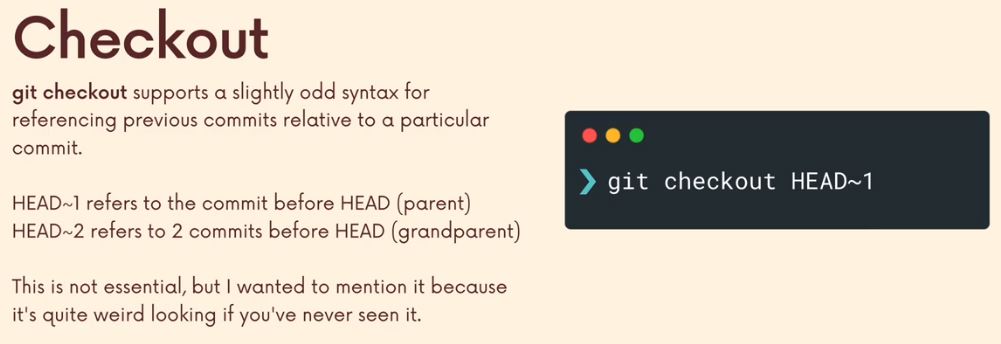 Checkout
git checkout supports a slightly odd syntax for
referencing previous commits relative to a particular
commit.
HEAD~1 refers to the commit before HEAD (parent)
HEAD~2 refers to 2 commits before HEAD (grandparent)
This is not essential, but I wanted to mention it because
it's quite weird looking if you've never seen it.
❯ git checkout HEAD~1